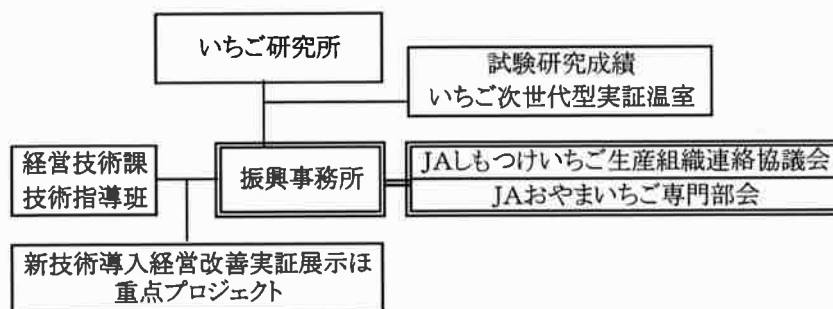 いちご研究所
試験研究成績
いちご次世代型実証温室
経営技術課
技術指導班
振興事務所
JAしもつけいちご生産組織連絡協議会
JAおやまいちご専門部会
新技術導入経営改善実証展示ほ
重点プロジェクト